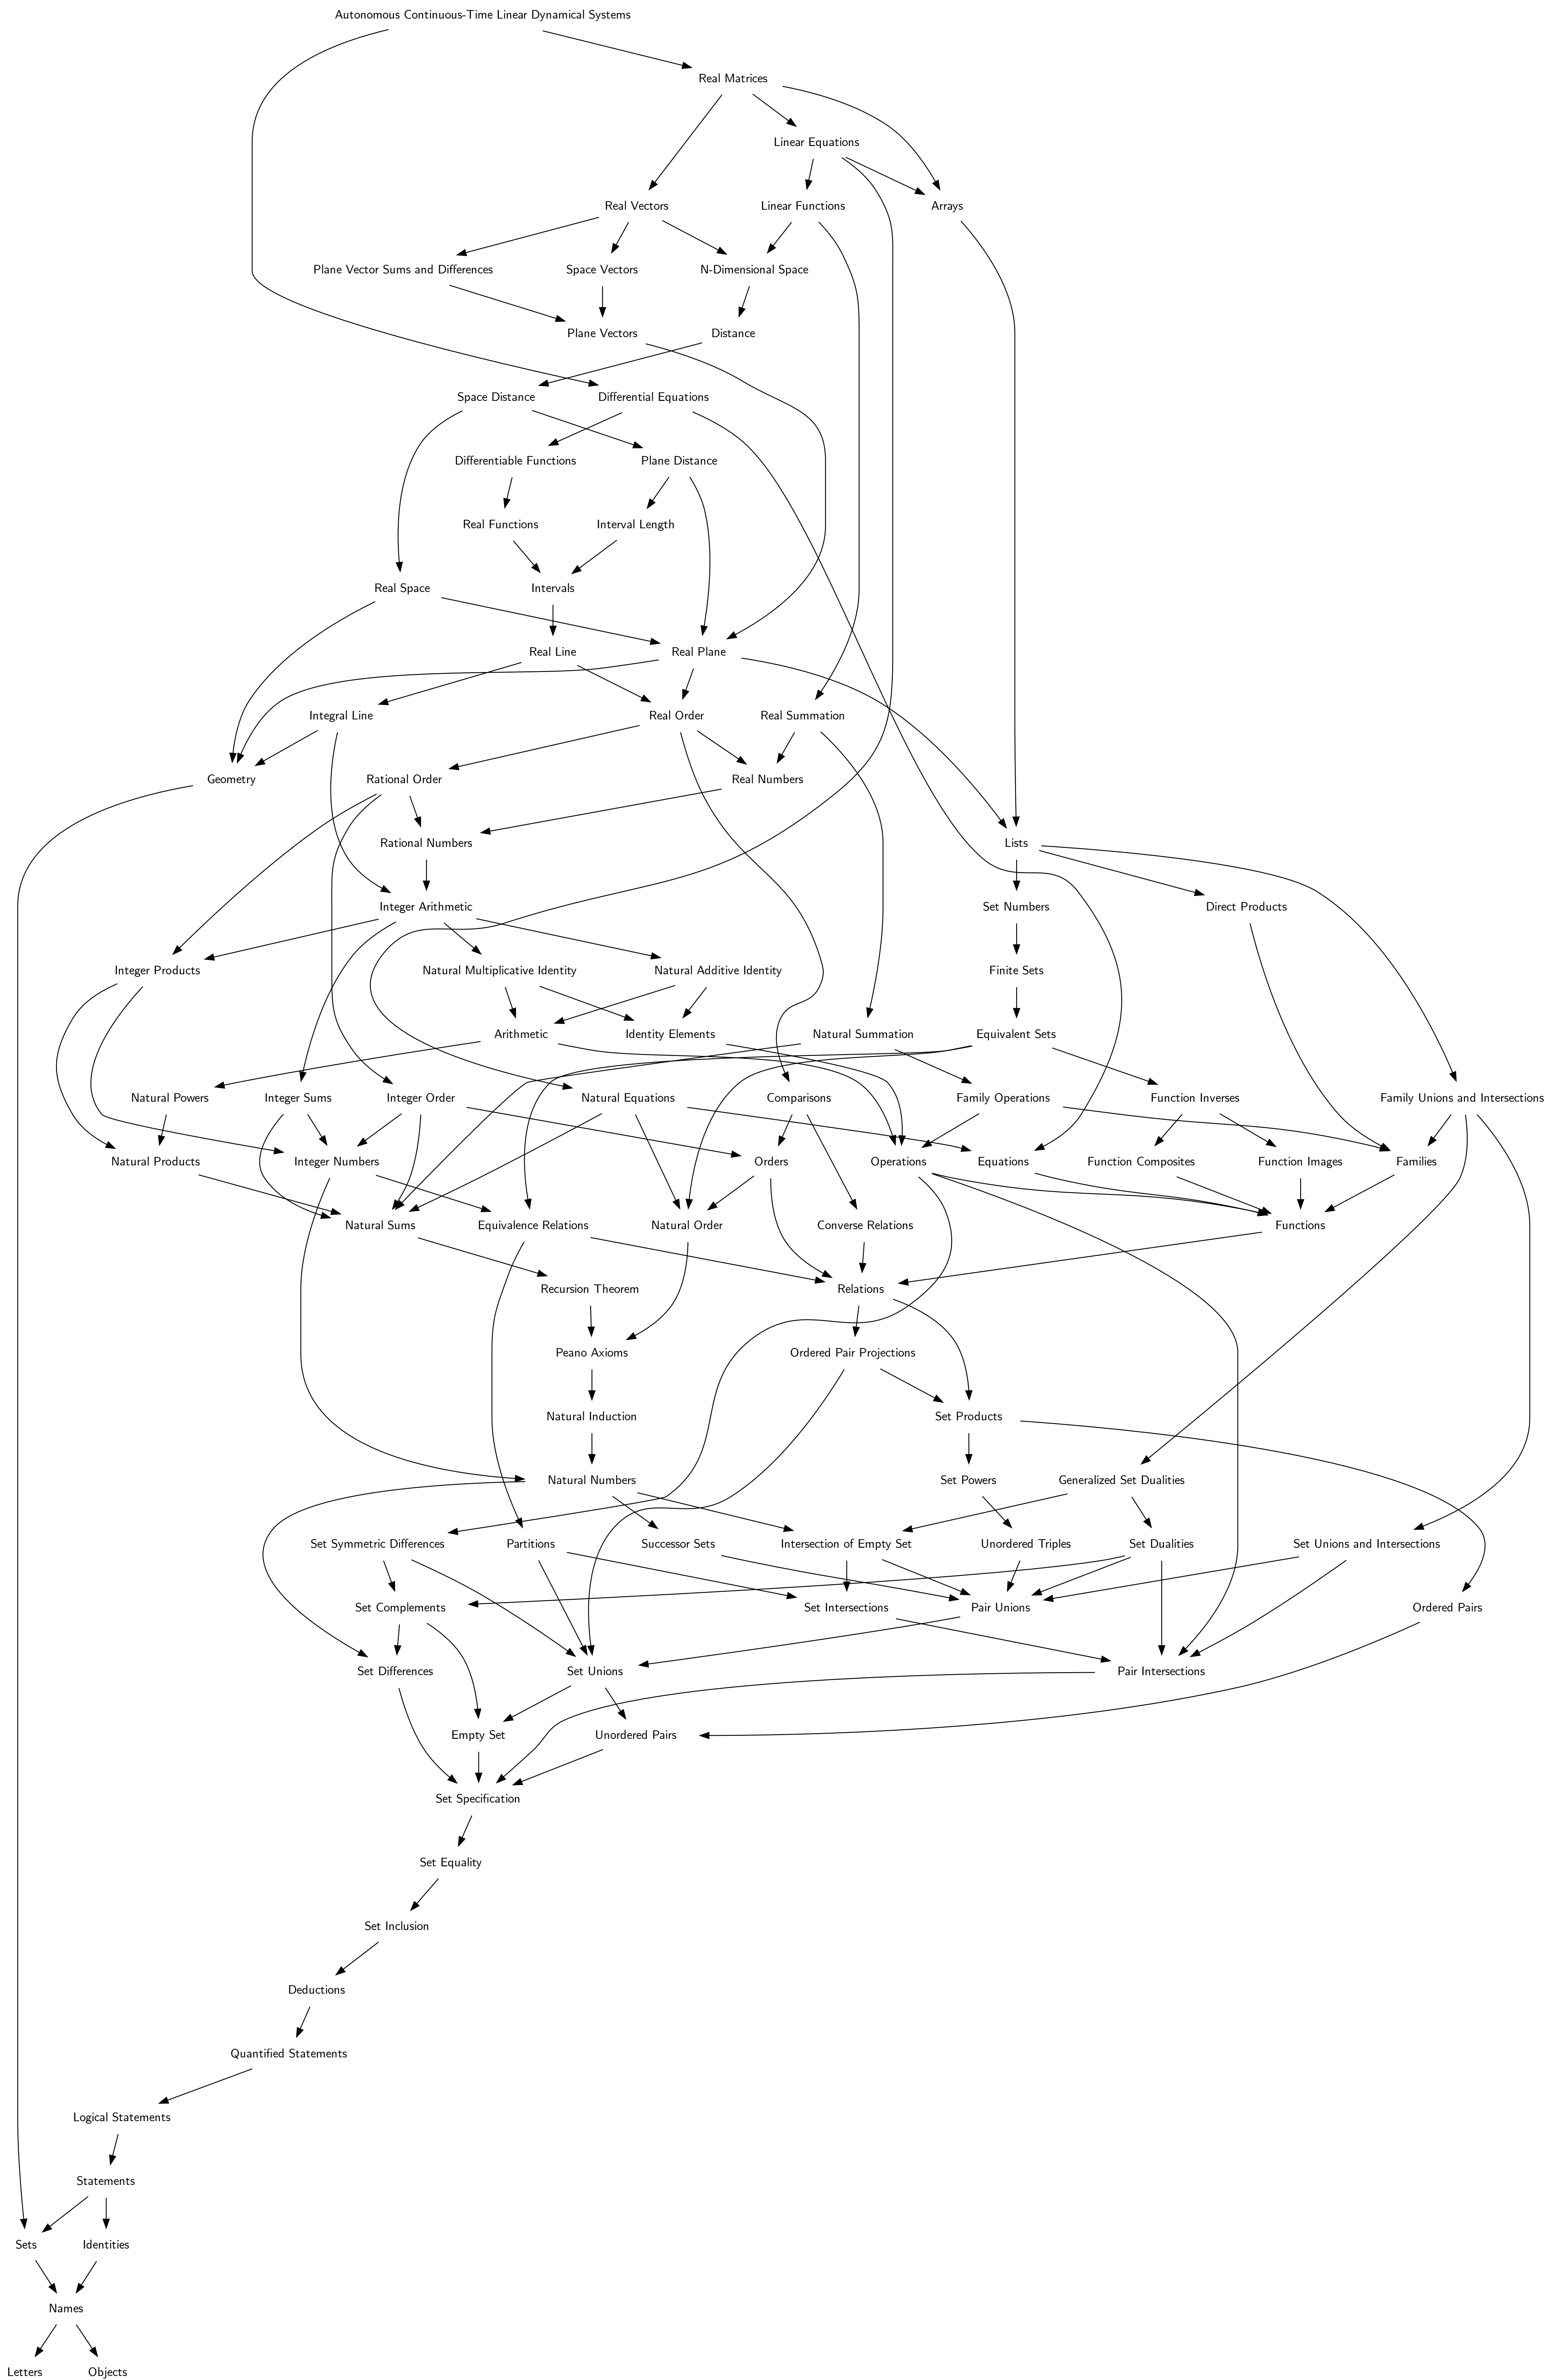 Autonomous Continuous-Time Linear Dynamical Systems
Real Matrices
Linear Equations
Real Vectors
Linear Functions
Arrays
Plane Vector Sums and Differences
Space Vectors
N-Dimensional Space
Plane Vectors
Distance
Space Distance
Differential Equations
Differentiable Functions
Plane Distance
Real Functions
Interval Length
Real Space
Intervals
Real Line
Real Plane
Integral Line
Real Order
Real Summation
Geometry
Rational Order
Real Numbers
Rational Numbers
Lists
Integer Arithmetic
Set Numbers
Direct Products
Integer Products
Natural Multiplicative Identity
Natural Additive Identity
Finite Sets
Arithmetic
Identity Elements
Natural Summation
Equivalent Sets
Natural Powers
Integer Sums
Integer Order
Natural Equations
Comparisons
Family Operations
Function Inverses
Family Unions and Intersections
Natural Products
Integer Numbers
Orders
Operations
Equations
Function Composites
Function Images
Families
Natural Sums
Equivalence Relations
Natural Order
Converse Relations
Functions
Recursion Theorem
Relations
Peano Axioms
Ordered Pair Projections
Natural Induction
Set Products
Natural Numbers
Set Powers
Generalized Set Dualities
Set Symmetric Differences
Partitions
Successor Sets
Intersection of Empty Set
Unordered Triples
Set Dualities
Set Unions and Intersections
Set Complements
Set Intersections
Pair Unions
Ordered Pairs
Set Differences
Set Unions
Pair Intersections
Empty Set
Unordered Pairs
Set Specification
Set Equality
Set Inclusion
Deductions
Quantified Statements
Logical Statements
Statements
Sets
Identities
Names
Letters
Objects